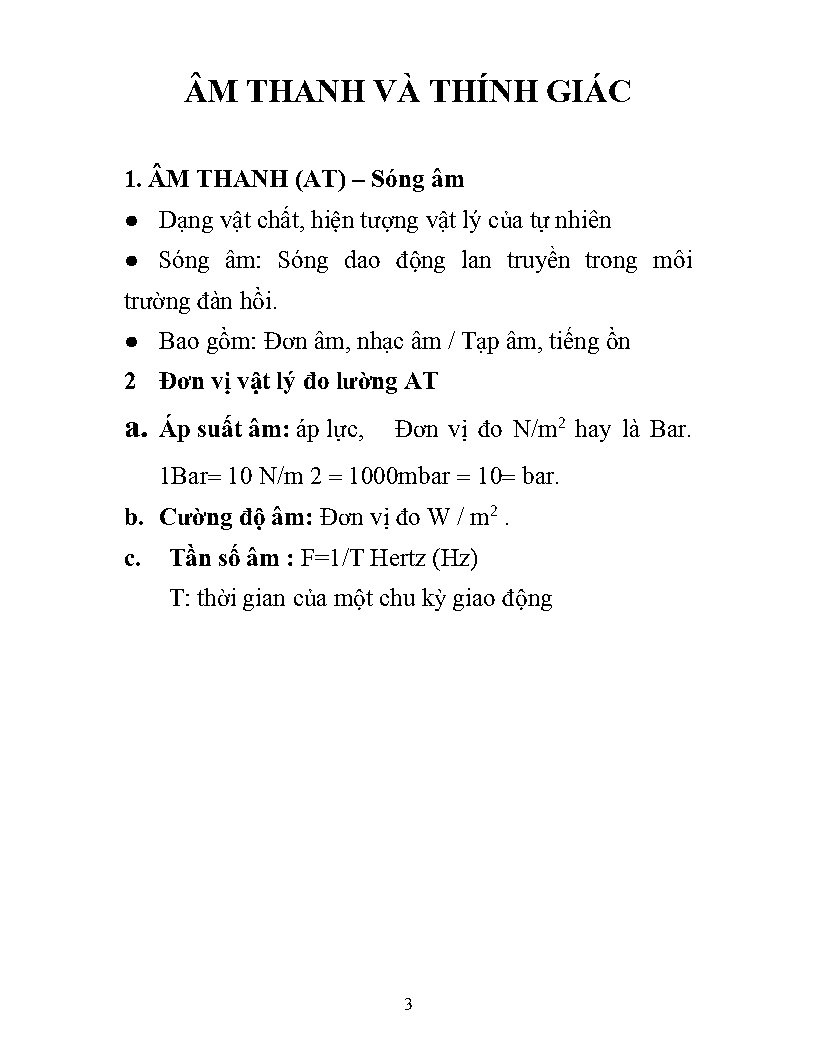 ÂM THANH VÀ THÍNH GIÁC
1. ÂM THANH (AT) – Sóng âm
● Dạng vật chất, hiện tượng vật lý của tự nhiên
● Sóng âm: Sóng dao động lan truyền trong môi
trường đàn hồi.
● Bao gồm: Đơn âm, nhạc âm / Tạp âm, tiếng ồn
2 Đơn vị vật lý đo lường AT
a. Áp suất âm: áp lực, Đơn vị đo N/m² hay là Bar.
1Bar= 10 N/m 2 = 1000mbar = 10= bar.
b. Cường độ âm: Đơn vị đo W / m² .
c. Tần số âm : F=1/T Hertz (Hz)
T: thời gian của một chu kỳ giao động
3